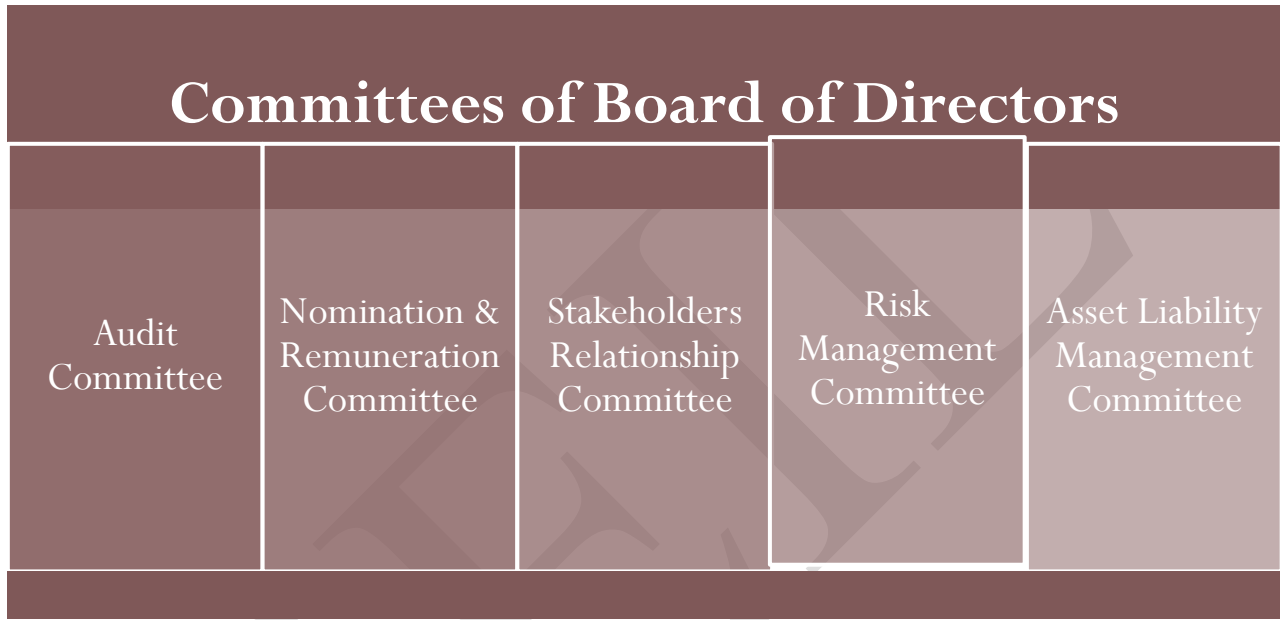 Committees of Board of Directors
Audit
Committee
Nomination &
Remuneration
Committee
Stakeholders
Relationship
Committee
Risk
Management
Committee
Asset Liability
Management
Committee